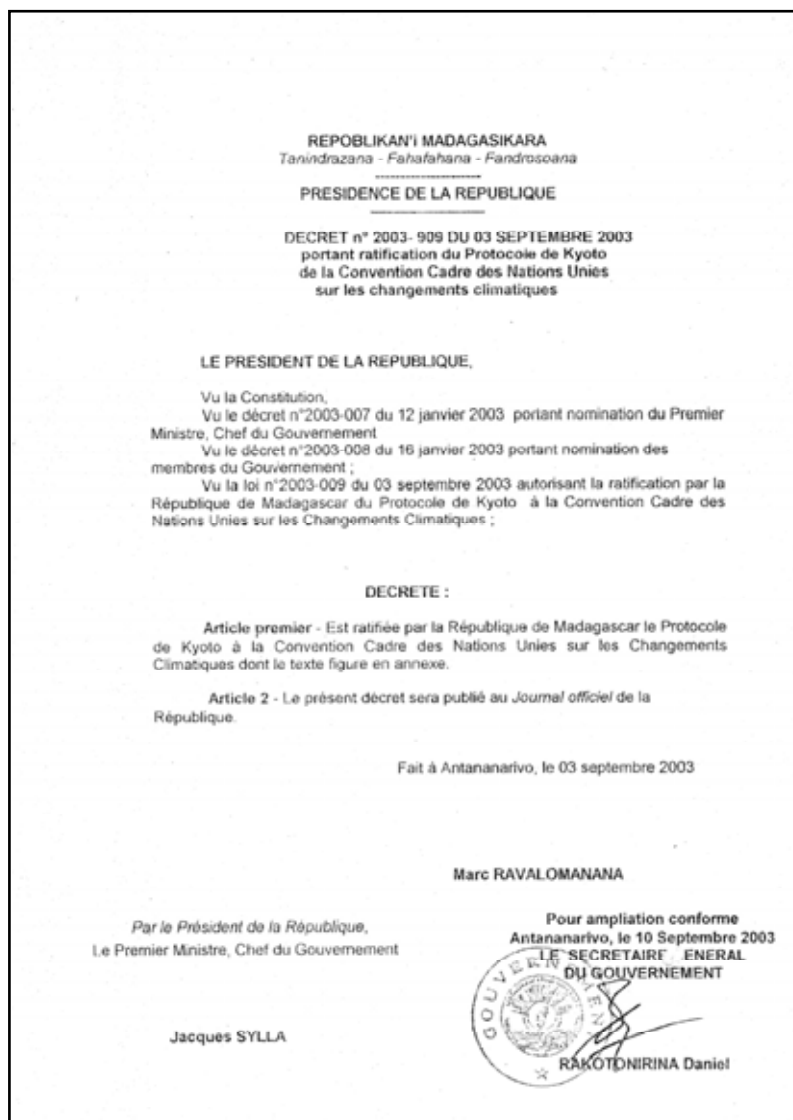 REPOBLIKAN'i MADAGASIKARA
Tanindrazana - Fahafahana - Fandrosoana
PRESIDENCE DE LA REPUBLIQUE
DECRET n° 2003- 909 DU 03 SEPTEMBRE 2003
portant ratification du Protocole de Kyoto
de la Convention Cadre des Nations Unies
sur les changements climatiques
LE PRESIDENT DE LA REPUBLIQUE,
Vu la Constitution,
Vu le décret n°2003-007 du 12 janvier 2003 portant nomination du Premier
Ministre, Chef du Gouvernement
Vu le décret n°2003-008 du 16 janvier 2003 portant nomination des
membres du Gouvernement ;
Vu la loi n°2003-009 du 03 septembre 2003 autorisant la ratification par la
République de Madagascar du Protocole de Kyoto à la Convention Cadre des
Nations Unies sur les Changements Climatiques ;
DECRETE :
Article premier - Est ratifiée par la République de Madagascar le Protocole
de Kyoto à la Convention Cadre des Nations Unies sur les Changements
Climatiques dont le texte figure en annexe.
Article 2 - Le présent décret sera publié au Journal officiel de la
République.
Fait à Antananarivo, le 03 septembre 2003
Marc RAVALOMANANA
Par le Président de la République,
Le Premier Ministre, Chef du Gouvernement
Jacques SYLLA
Pour ampliation conforme
Antananarivo, le 10 Septembre 2003
LE SECRETAIRE ENERAL
DU GOUVERNEMENT
GOUVERNEMEN
RAKOTONIRINA Daniel